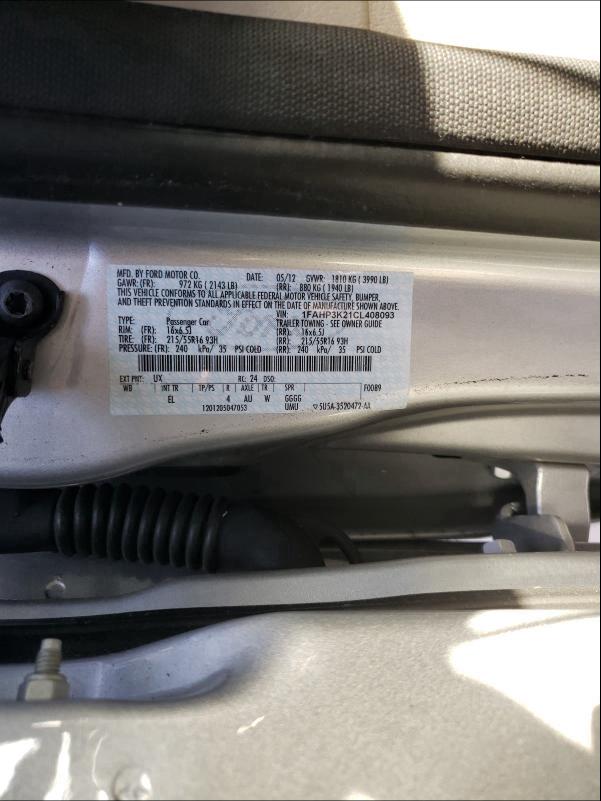 MFD. BY FORD MOTOR CO. DATE: 05/12 GVWR: 1810 KG ( 3990 LB)
GAWR: (FR): 972 KG ( 2143 LB) (RR): 880 KG ( 1940 LB)
THIS VEHICLE CONFORMS TO ALL APPLICABLE FEDERAL MOTOR VEHICLE SAFETY, BUMPER,
AND THEFT PREVENTION STANDARDS IN EFFECT ON THE DATE OF MANUFACTURE SHOWN ABOVE.
VIN: 1FAHP3K21CL408093
TYPE: Passenger Car TRAILER TOWING - SEE OWNER GUIDE
RIM: (FR): 16x6.5J (RR): 16x6.5J
TIRE: (FR): 215/55R16 93H (RR): 215/55R16 93H
PRESSURE: (FR): 240 kPa/ 35 PSI COLD (RR): 240 kPa/ 35 PSI COLD
EXT PNT: UX RC: 24 DSO:
WB INT TR TP/PS R AXLE TR SPR F0089
EL 4 AU W GGGG
1201205047053 UMU ▽5U5A-3520472-AA